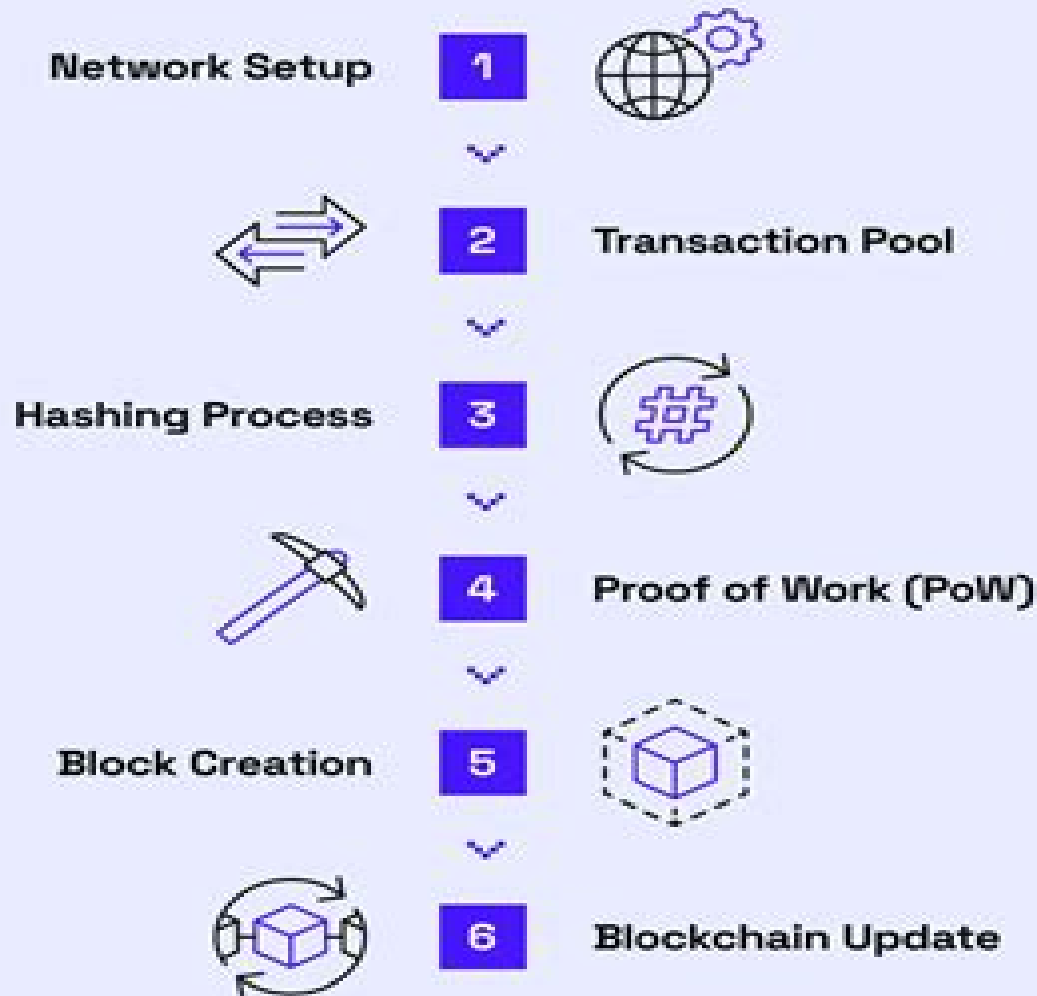 Network Setup
1
2
Transaction Pool
Hashing Process
3
4
Proof of Work (PoW)
Block Creation
5
6
Blockchain Update